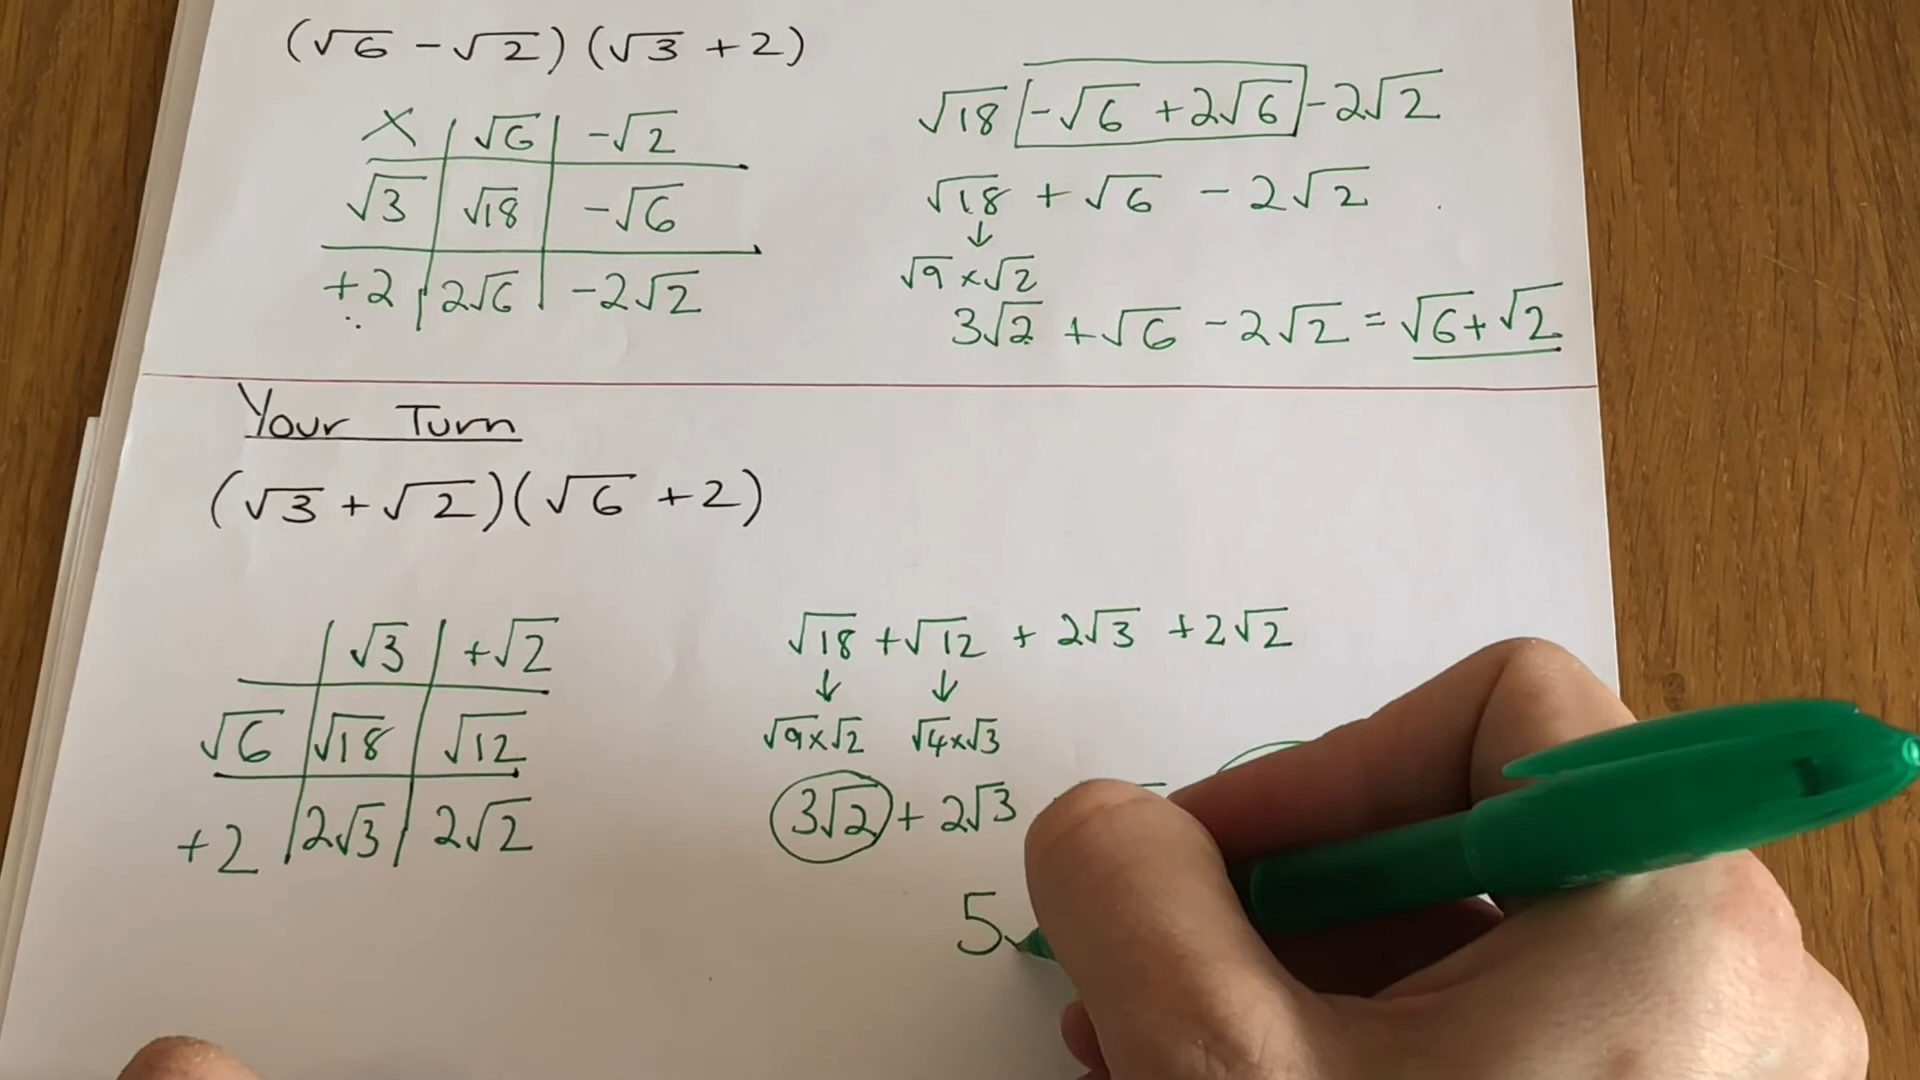 (√6 - √2)(√3 + 2)
× √6 -√2
√3 √18 -√6
+2 2√6 -2√2
√18 -√6 +2√6 -2√2
√18 + √6 - 2√2
↓
√9 × √2
3√2 + √6 - 2√2 = √6 + √2
Your Turn
(√3 + √2)(√6 + 2)
√3 +√2
√6 √18 √12
+2 2√3 2√2
√18 + √12 + 2√3 + 2√2
↓ ↓
√9×√2 √4×√3
3√2 + 2√3
5